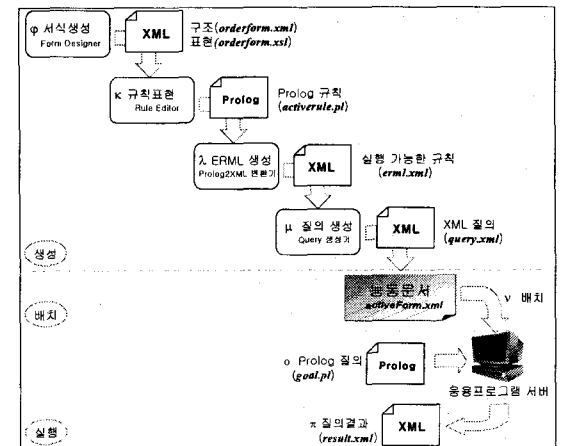 φ 서식생성
Form Designer
XML
구조(orderform.xml)
표현(orderform.xsl)
κ 규칙표현
Rule Editor
Prolog
Prolog 규칙
(activerule.pl)
λ ERML 생성
Prolog2XML 변환기
XML
실행 가능한 규칙
(erml.xml)
μ 질의 생성
Query 생성기
XML
XML 질의
(query.xml)
생성
능동문서
activeForm.xml
ν 배치
배치
ο Prolog 질의
(goal.pl)
Prolog
응용프로그램 서버
π 질의결과
(result.xml)
XML
실행